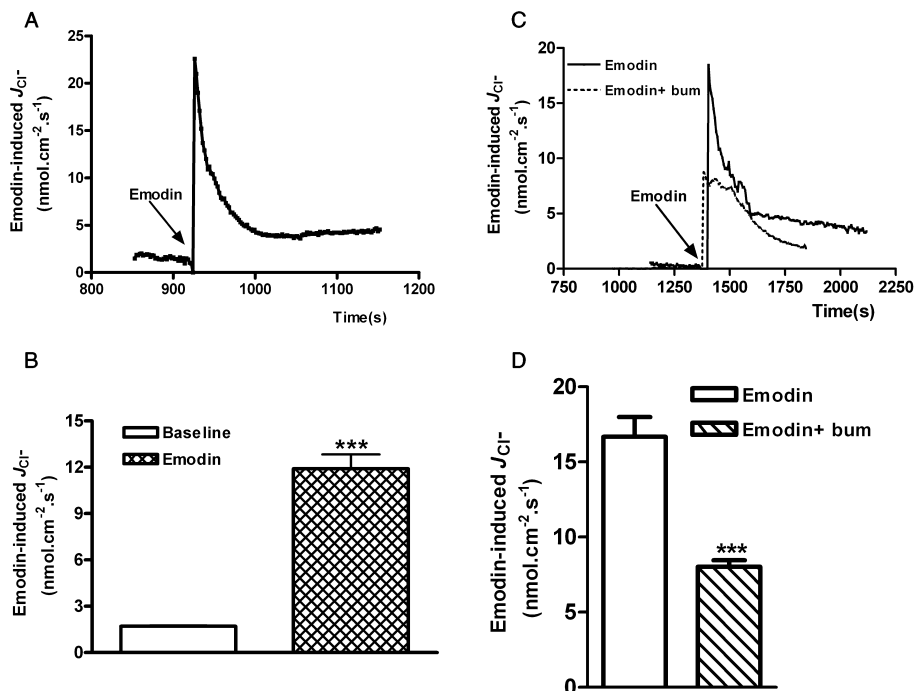 A
Emodin-induced JCl-
(nmol.cm-2.s-1)
25
20
15
10
5
0
Emodin
800 900 1000 1100 1200
Time(s)
C
Emodin-induced JCl-
(nmol.cm-2.s-1)
20
15
10
5
0
Emodin
Emodin+ bum
Emodin
750 1000 1250 1500 1750 2000 2250
Time(s)
B
Emodin-induced JCl-
(nmol.cm-2.s-1)
15
12
9
6
3
0
Baseline
Emodin
***
D
Emodin-induced JCl-
(nmol.cm-2.s-1)
20
15
10
5
0
Emodin
Emodin+ bum
***